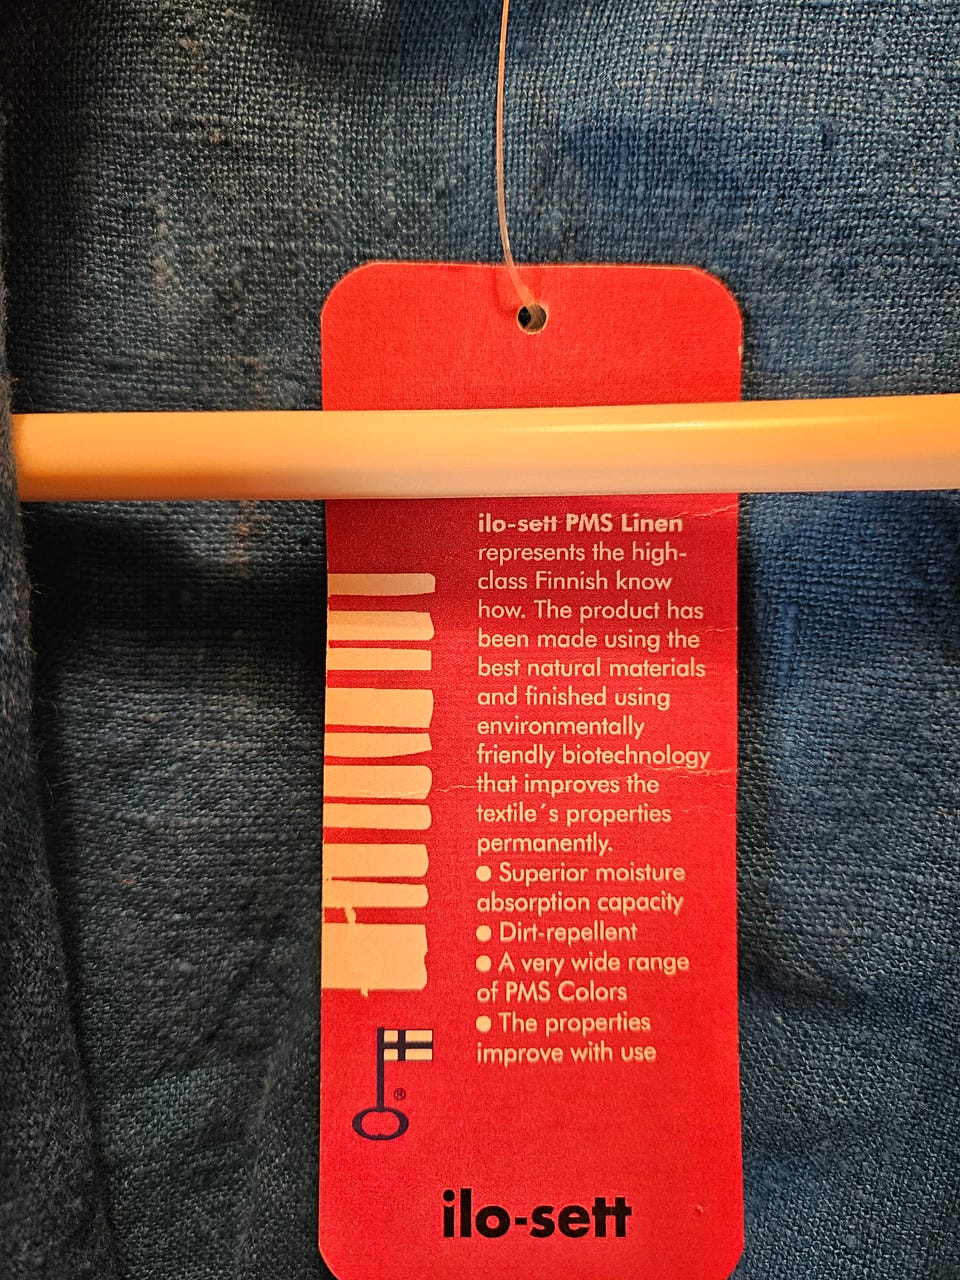 ilo-sett PMS Linen
represents the high-
class Finnish know
how. The product has
been made using the
best natural materials
and finished using
environmentally
friendly biotechnology
that improves the
textile´s properties
permanently.
● Superior moisture
absorption capacity
● Dirt-repellent
● A very wide range
of PMS Colors
● The properties
improve with use
®
ilo-sett